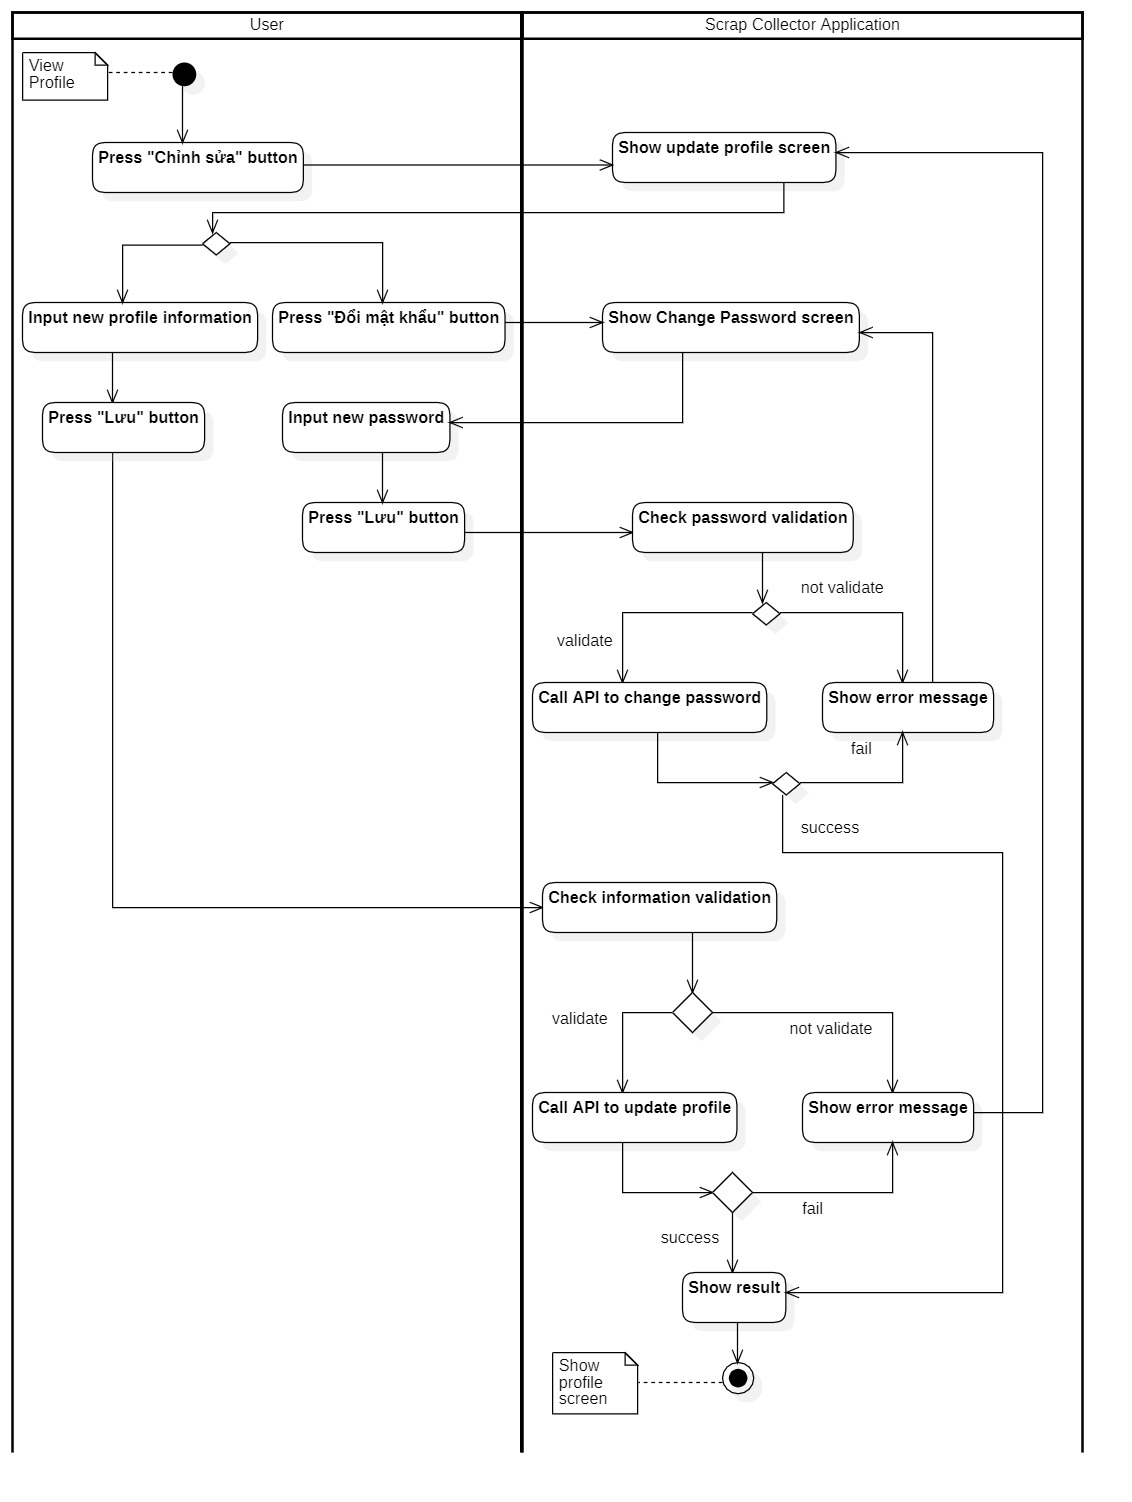 User
Scrap Collector Application
View
Profile
Press "Chỉnh sửa" button
Show update profile screen
Input new profile information
Press "Đổi mật khẩu" button
Show Change Password screen
Press "Lưu" button
Input new password
Press "Lưu" button
Check password validation
not validate
validate
Call API to change password
Show error message
fail
success
Check information validation
validate
not validate
Call API to update profile
Show error message
fail
success
Show result
Show
profile
screen